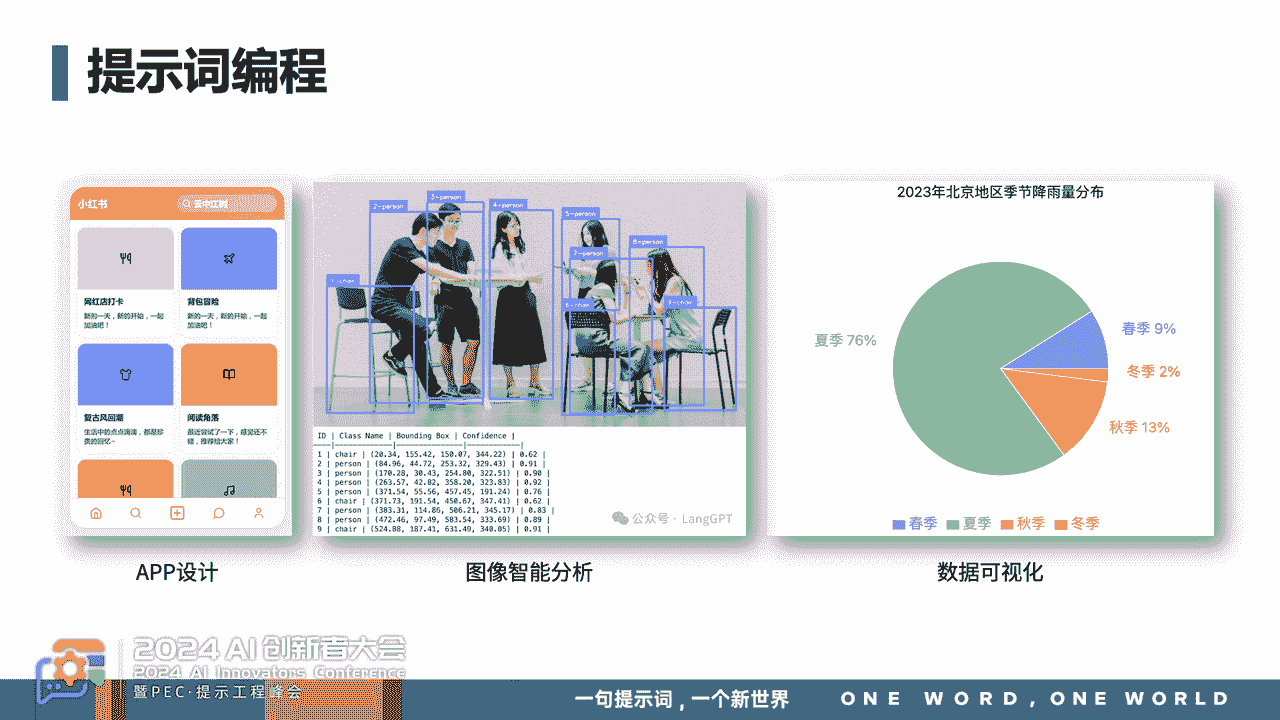 提示词编程
小红书
云中江树
网红店打卡
新的一天，新的开始，一起
加油吧！
背包冒险
新的一天，新的开始，一起
加油吧！
复古风回潮
生活中的点点滴滴，都是珍
贵的回忆~
阅读角落
最近尝试了一下，感觉还不
错，推荐给大家！
APP设计
1-chair
2-person
3-person
4-person
5-person
7-person
8-person
6-chair
9-chair
ID | Class Name | Bounding Box | Confidence |
1 | chair | (20.34, 155.42, 150.07, 344.22) | 0.62 |
2 | person | (84.96, 44.72, 253.32, 329.43) | 0.91 |
3 | person | (170.28, 30.43, 254.80, 322.51) | 0.90 |
4 | person | (263.57, 42.82, 358.20, 323.83) | 0.92 |
5 | person | (371.54, 55.56, 457.45, 191.24) | 0.76 |
6 | chair | (371.73, 191.54, 450.67, 347.41) | 0.62 |
7 | person | (383.31, 114.86, 506.21, 345.17) | 0.83 |
8 | person | (472.46, 97.49, 583.54, 333.69) | 0.89 |
9 | chair | (524.88, 187.41, 631.49, 340.05) | 0.91 |
公众号 · LangGPT
图像智能分析
2023年北京地区季节降雨量分布
春季 9%
夏季 76%
冬季 2%
秋季 13%
春季 夏季 秋季 冬季
数据可视化
2024 AI 创新者大会
2024 AI Innovators Conference
暨PEC·提示工程峰会
一句提示词，一个新世界
ONE WORD, ONE WORLD